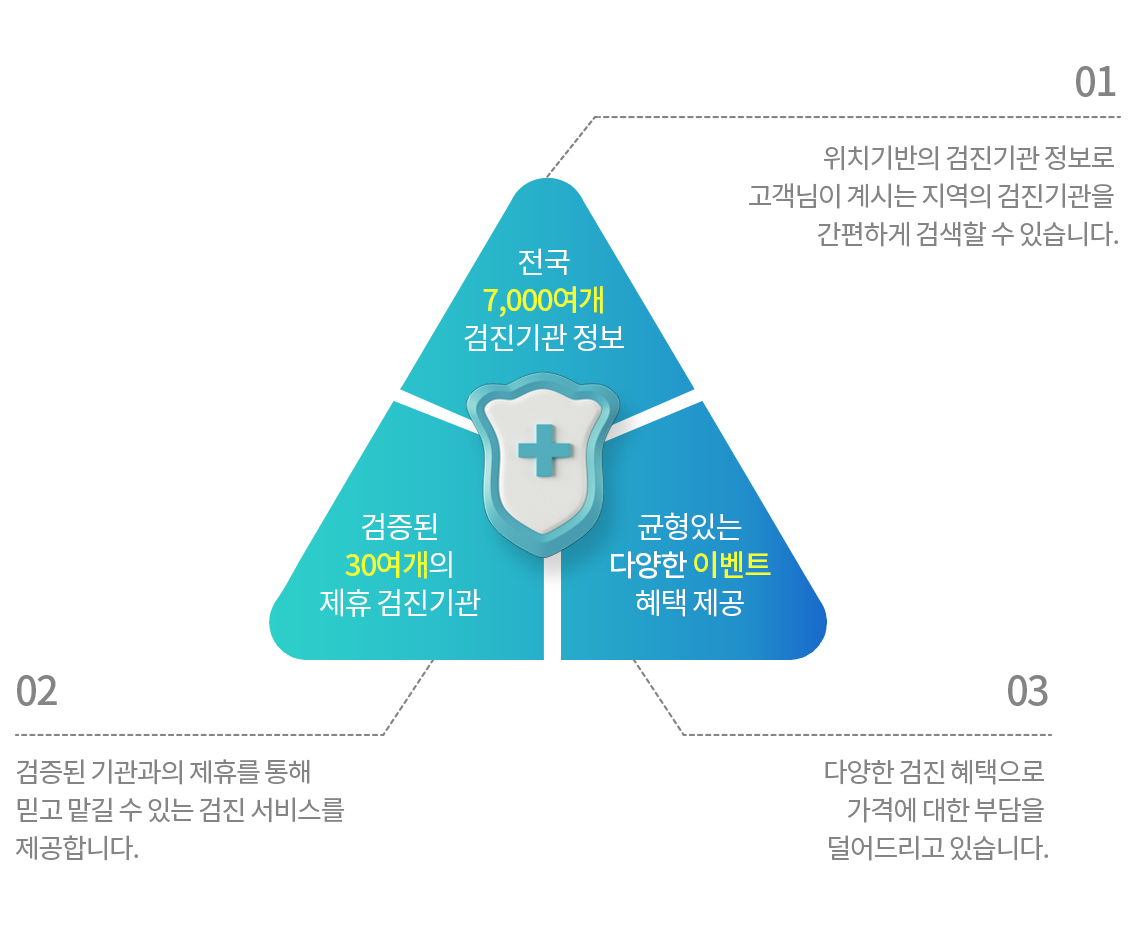 01
위치기반의 검진기관 정보로
고객님이 계시는 지역의 검진기관을
간편하게 검색할 수 있습니다.
전국
7,000여개
검진기관 정보
검증된
30여개의
제휴 검진기관
균형있는
다양한 이벤트
혜택 제공
02
검증된 기관과의 제휴를 통해
믿고 맡길 수 있는 검진 서비스를
제공합니다.
03
다양한 검진 혜택으로
가격에 대한 부담을
덜어드리고 있습니다.